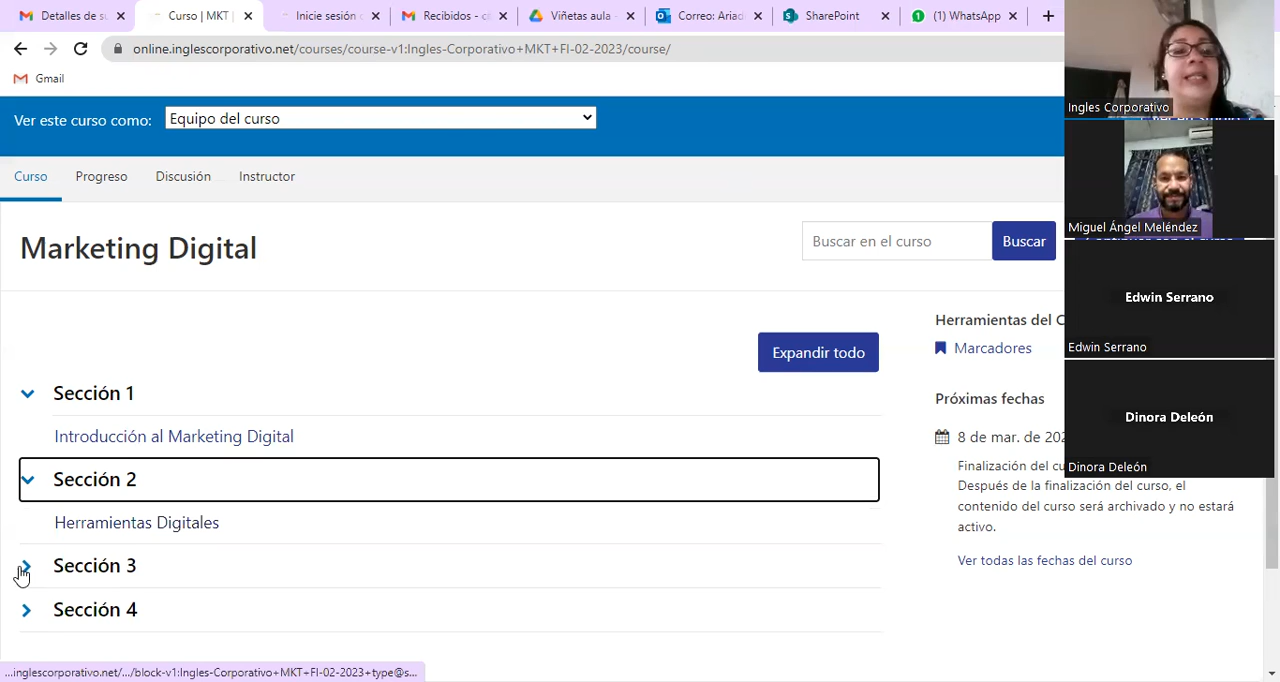 Detalles de su
Curso | MKT |
Inicie sesión
Recibidos - c
Viñetas aula -
Correo: Ariad
SharePoint
(1) WhatsApp
online.inglescorporativo.net/courses/course-v1:Ingles-Corporativo+MKT+FI-02-2023/course/
Gmail
Ver este curso como:
Equipo del curso
Curso
Progreso
Discusión
Instructor
Marketing Digital
Buscar en el curso
Buscar
Expandir todo
Sección 1
Introducción al Marketing Digital
Sección 2
Herramientas Digitales
Sección 3
Sección 4
Herramientas del C
Marcadores
Próximas fechas
8 de mar. de 202
Finalización del cu
Después de la finalización del curso, el
contenido del curso será archivado y no estará
activo.
Ver todas las fechas del curso
...inglescorporativo.net/.../block-v1:Ingles-Corporativo+MKT+FI-02-2023+type@s...
Ingles Corporativo
Miguel Ángel Meléndez
Edwin Serrano
Edwin Serrano
Dinora Deleón
Dinora Deleón